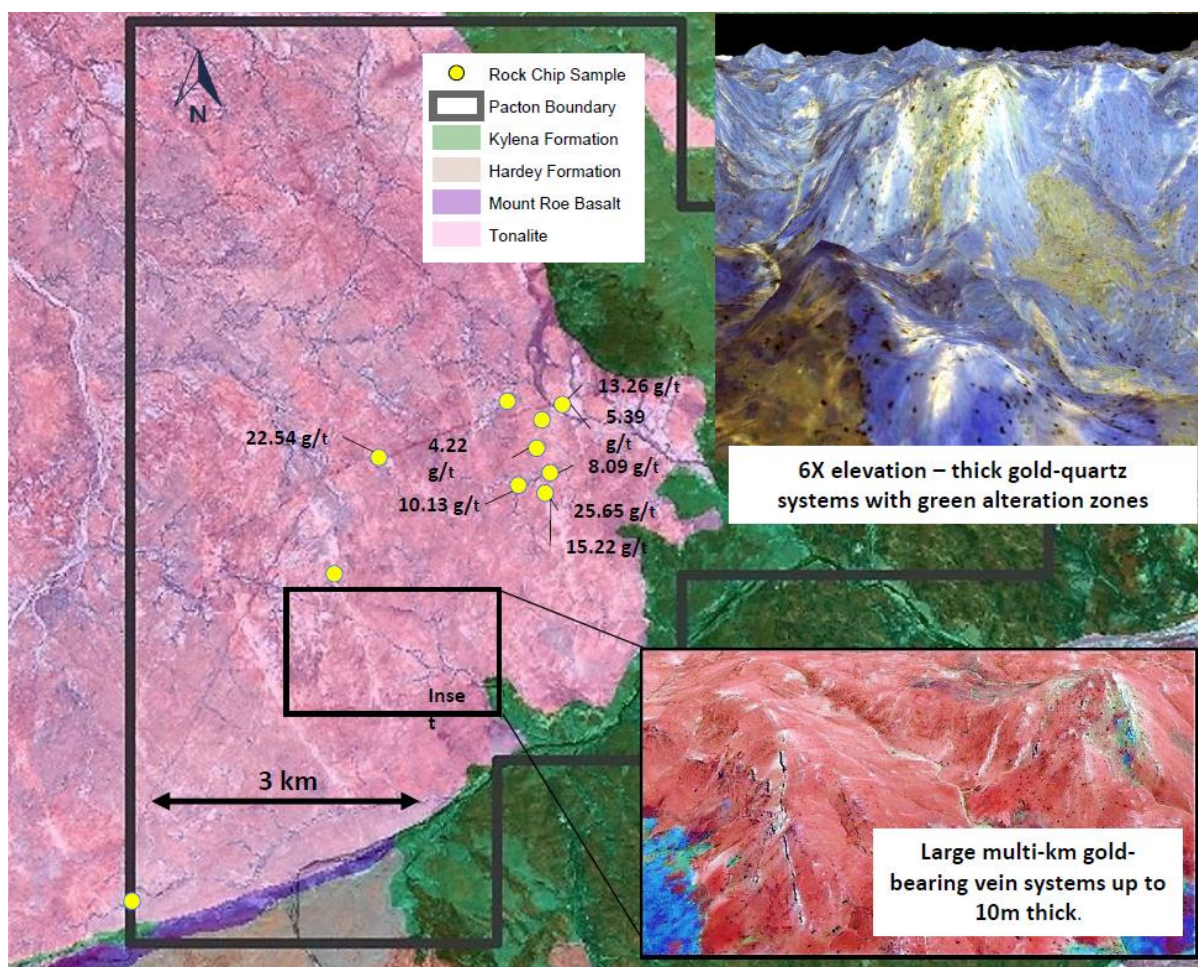 N
Rock Chip Sample
Pacton Boundary
Kylena Formation
Hardey Formation
Mount Roe Basalt
Tonalite
13.26 g/t
5.39
g/t
22.54 g/t
4.22
g/t
8.09 g/t
10.13 g/t
25.65 g/t
15.22 g/t
6X elevation – thick gold-quartz
systems with green alteration zones
Inse
t
3 km
Large multi-km gold-
bearing vein systems up to
10m thick.